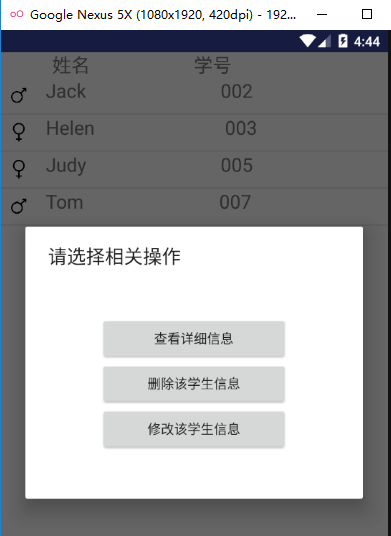 Google Nexus 5X (1080x1920, 420dpi) - 192...
4:44
姓名 学号
Jack 002
Helen 003
Judy 005
Tom 007
请选择相关操作
查看详细信息
删除该学生信息
修改该学生信息